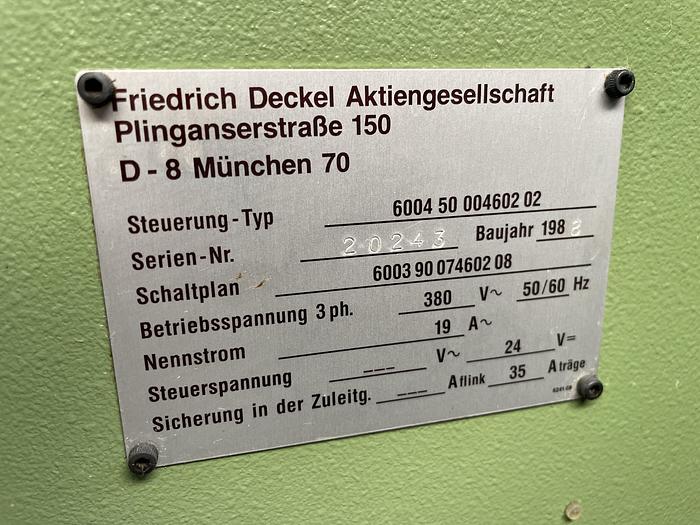 Friedrich Deckel Aktiengesellschaft
Plinganserstraße 150
D - 8 München 70
Steuerung - Typ 6004 50 004602 02
Serien - Nr. 20243 Baujahr 1988
Schaltplan 6003 90 074602 08
Betriebsspannung 3 ph. 380 V~ 50/60 Hz
Nennstrom 19 A~
Steuerspannung --- V~ 24 V=
Sicherung in der Zuleitg. --- A flink 35 A träge